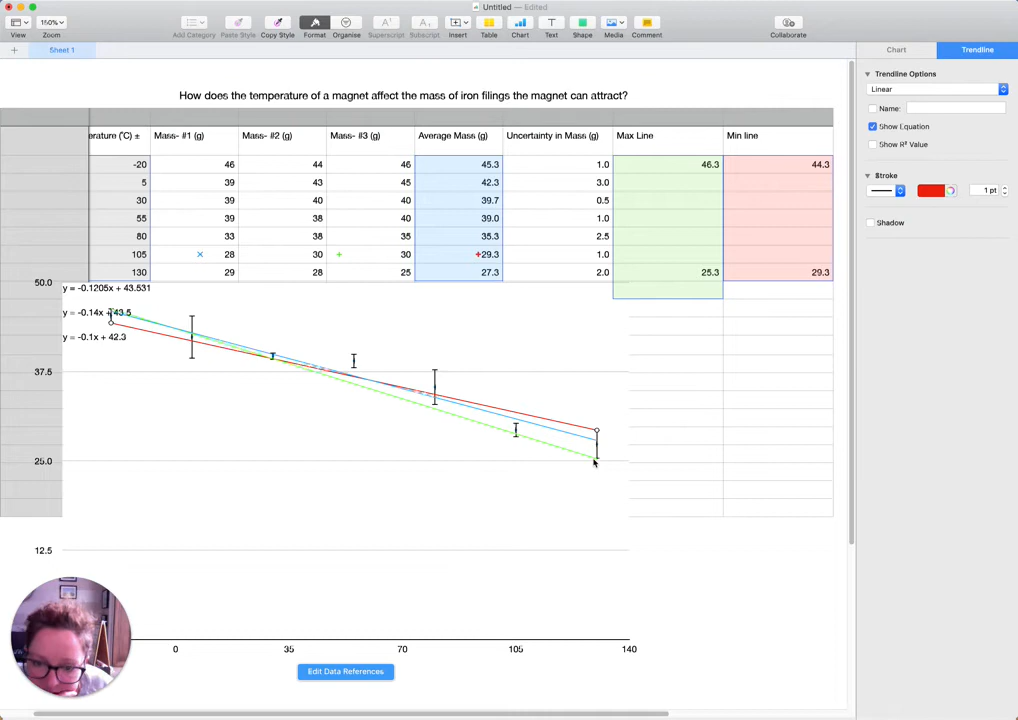 Untitled — Edited
View
Zoom
Add Category
Paste Style
Copy Style
Format
Organise
Superscript
Subscript
Insert
Table
Chart
Text
Shape
Media
Comment
Collaborate
Sheet 1
Chart
Trendline
Trendline Options
Linear
Name:
Show Equation
Show R² Value
Stroke
1 pt
Shadow
How does the temperature of a magnet affect the mass of iron filings the magnet can attract?
erature (˚C) ± Mass- #1 (g) Mass- #2 (g) Mass- #3 (g) Average Mass (g) Uncertainty in Mass (g) Max Line Min line
-20 46 44 46 45.3 1.0 46.3 44.3
5 39 43 45 42.3 3.0
30 39 40 40 39.7 0.5
55 39 38 40 39.0 1.0
80 33 38 35 35.3 2.5
105 28 30 30 29.3 1.0
130 29 28 25 27.3 2.0 25.3 29.3
50.0
y = -0.1205x + 43.531
y = -0.14x + 43.5
y = -0.1x + 42.3
37.5
25.0
12.5
0 35 70 105 140
Edit Data References